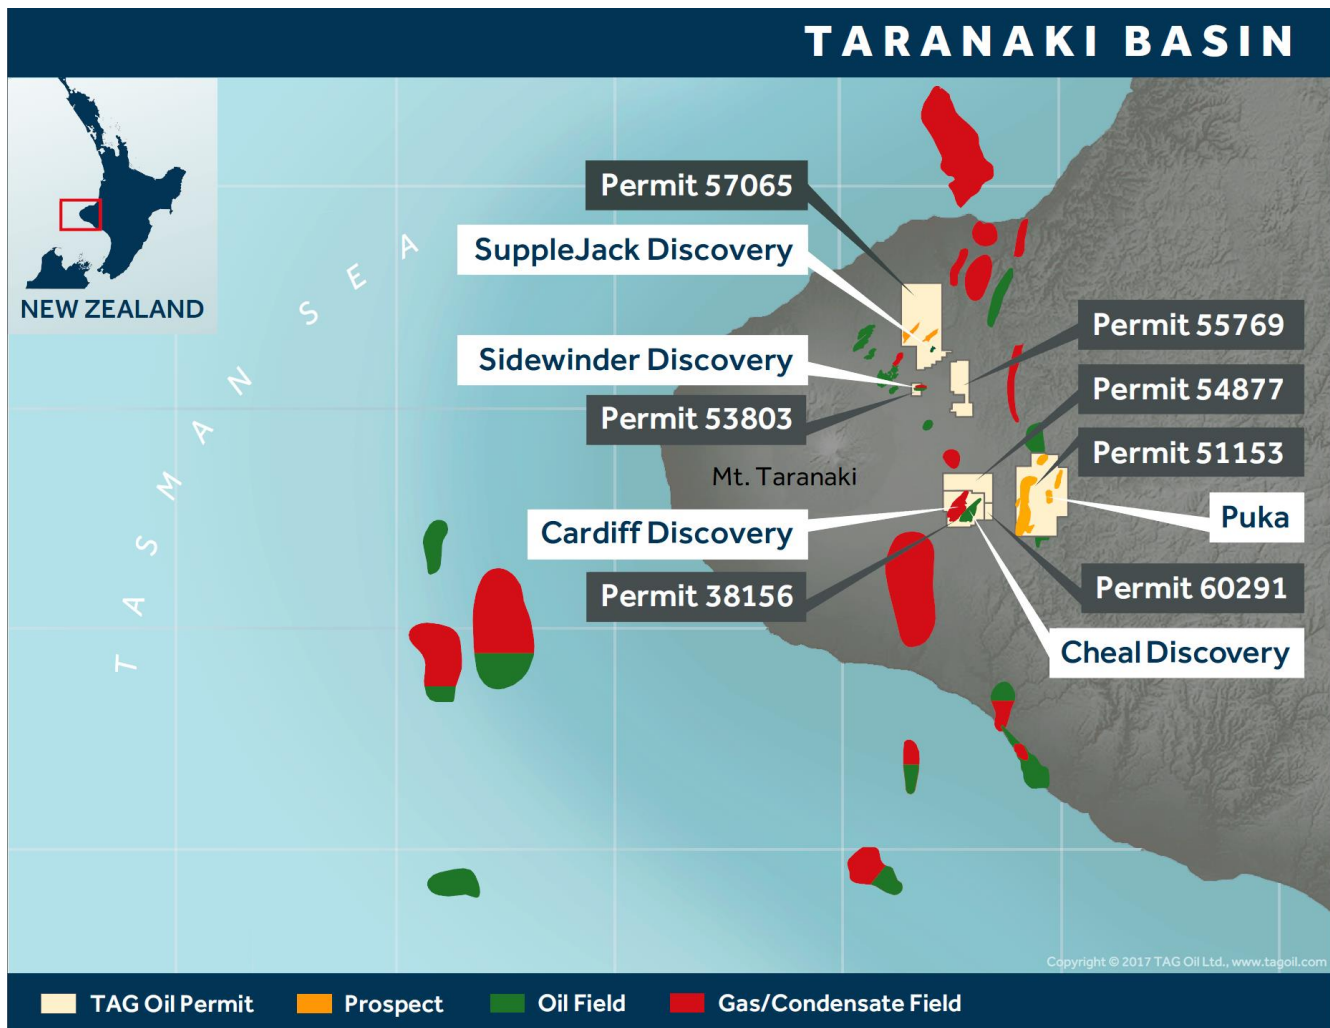 TARANAKI BASIN
NEW ZEALAND
TASMAN SEA
Permit 57065
SuppleJack Discovery
Sidewinder Discovery
Permit 53803
Mt. Taranaki
Cardiff Discovery
Permit 38156
Permit 55769
Permit 54877
Permit 51153
Puka
Permit 60291
Cheal Discovery
Copyright © 2017 TAG Oil Ltd., www.tagoil.com
TAG Oil Permit
Prospect
Oil Field
Gas/Condensate Field